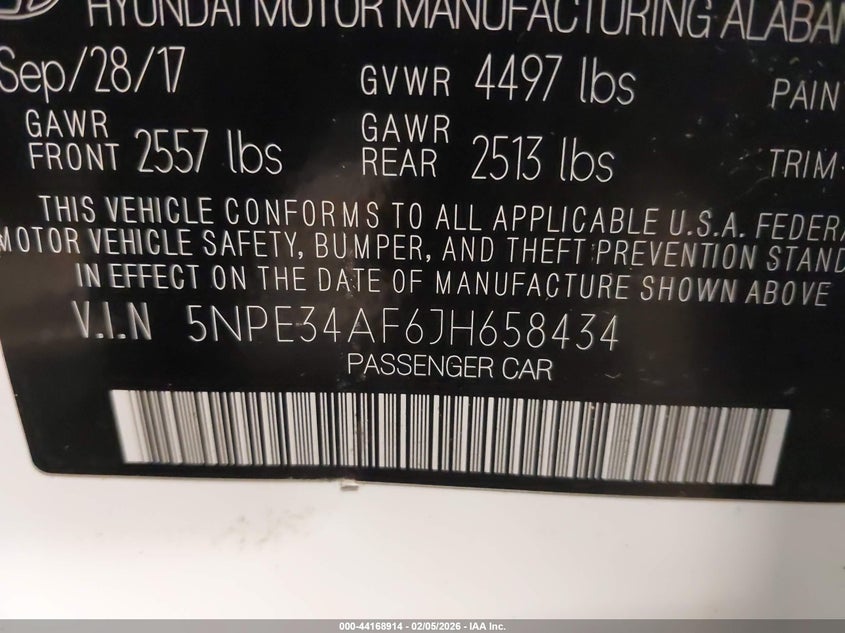 HYUNDAI MOTOR MANUFACTURING ALABAM
Sep/28/17 GVWR 4497 lbs PAIN
GAWR FRONT 2557 lbs GAWR REAR 2513 lbs TRIM
THIS VEHICLE CONFORMS TO ALL APPLICABLE U.S.A. FEDERA
MOTOR VEHICLE SAFETY, BUMPER, AND THEFT PREVENTION STAND
IN EFFECT ON THE DATE OF MANUFACTURE SHOWN ABOVE
V.I.N 5NPE34AF6JH658434
PASSENGER CAR
000-44168914 - 02/05/2026 - IAA Inc.